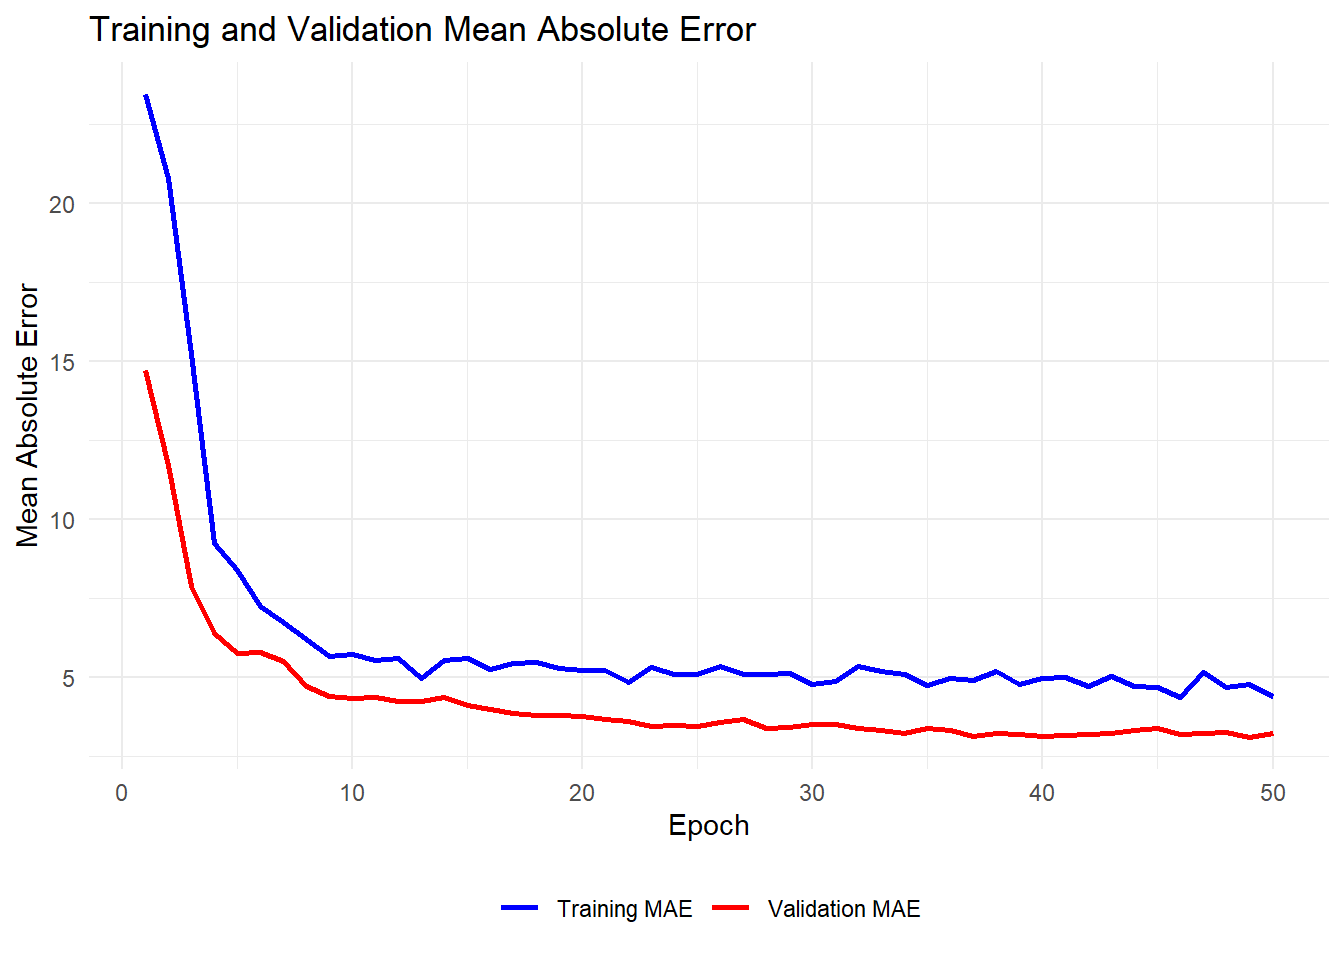 Training and Validation Mean Absolute Error
Mean Absolute Error
20
15
10
5
0 10 20 30 40 50
Epoch
Training MAE Validation MAE